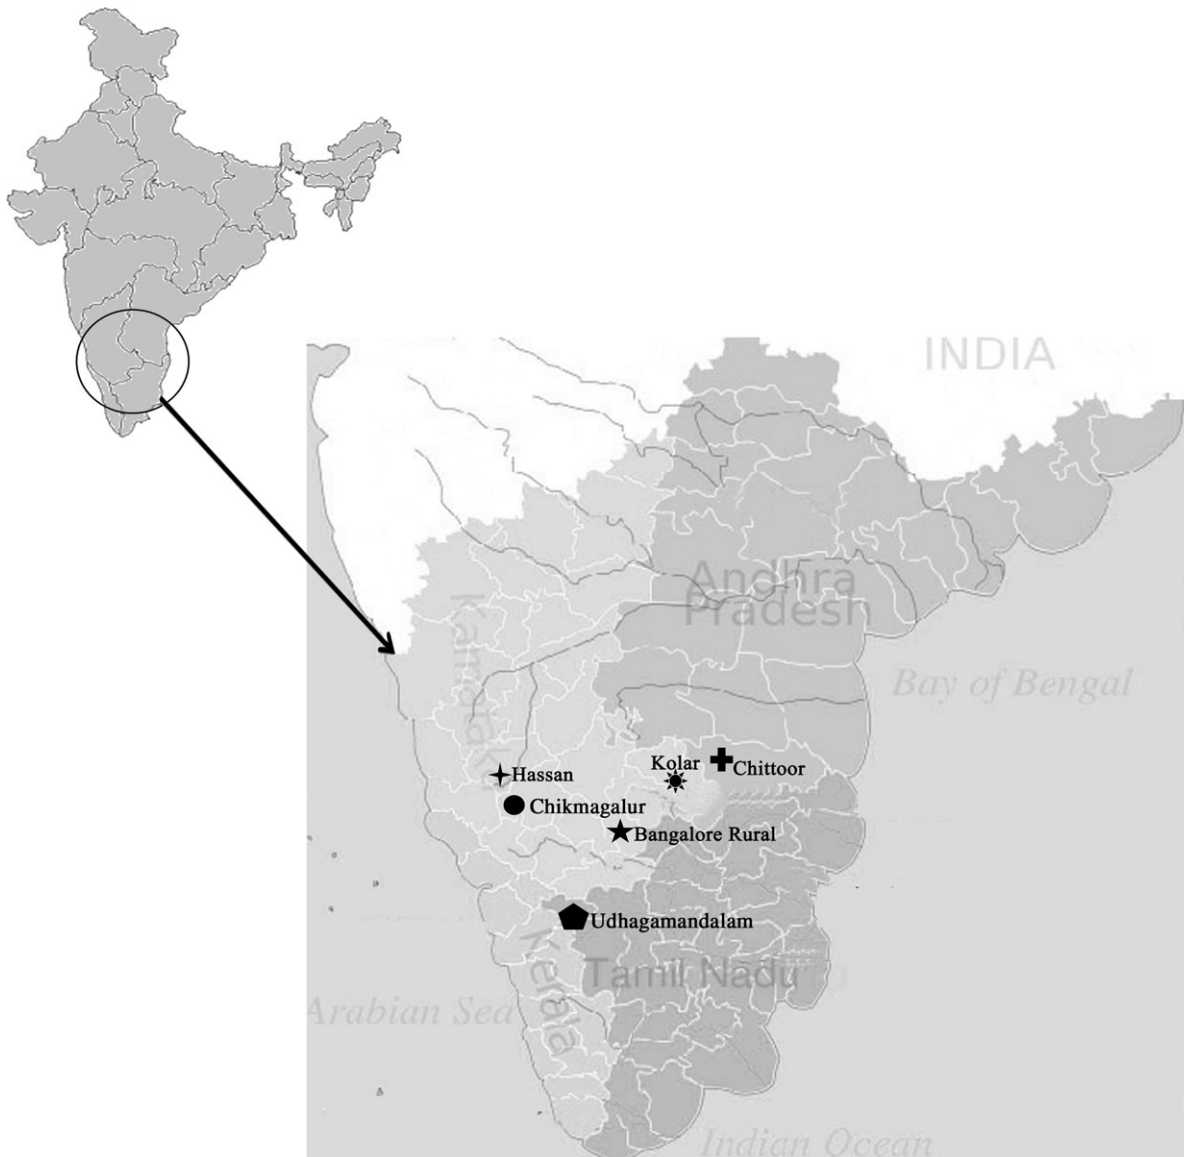 INDIA
Andhra
Pradesh
Karnataka
Bay of Bengal
Kolar
Chittoor
Hassan
Chikmagalur
Bangalore Rural
Udhagamandalam
Kerala
Tamil Nadu
Arabian Sea
Indian Ocean